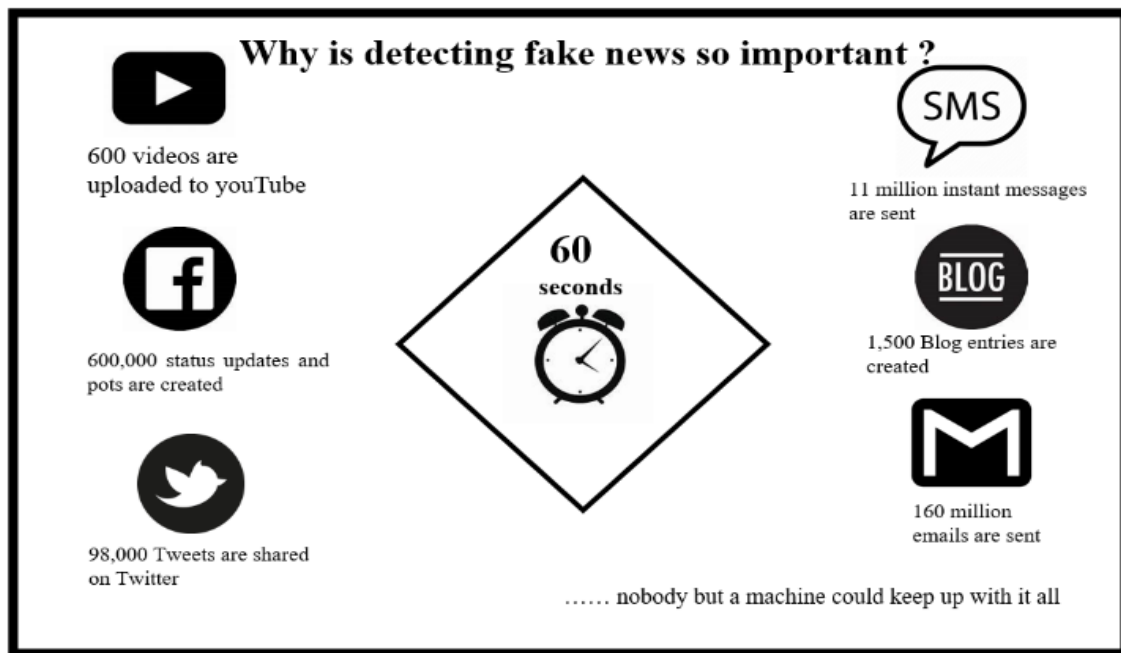 Why is detecting fake news so important ?
600 videos are
uploaded to youTube
600,000 status updates and
pots are created
98,000 Tweets are shared
on Twitter
60
seconds
SMS
11 million instant messages
are sent
BLOG
1,500 Blog entries are
created
160 million
emails are sent
...... nobody but a machine could keep up with it all